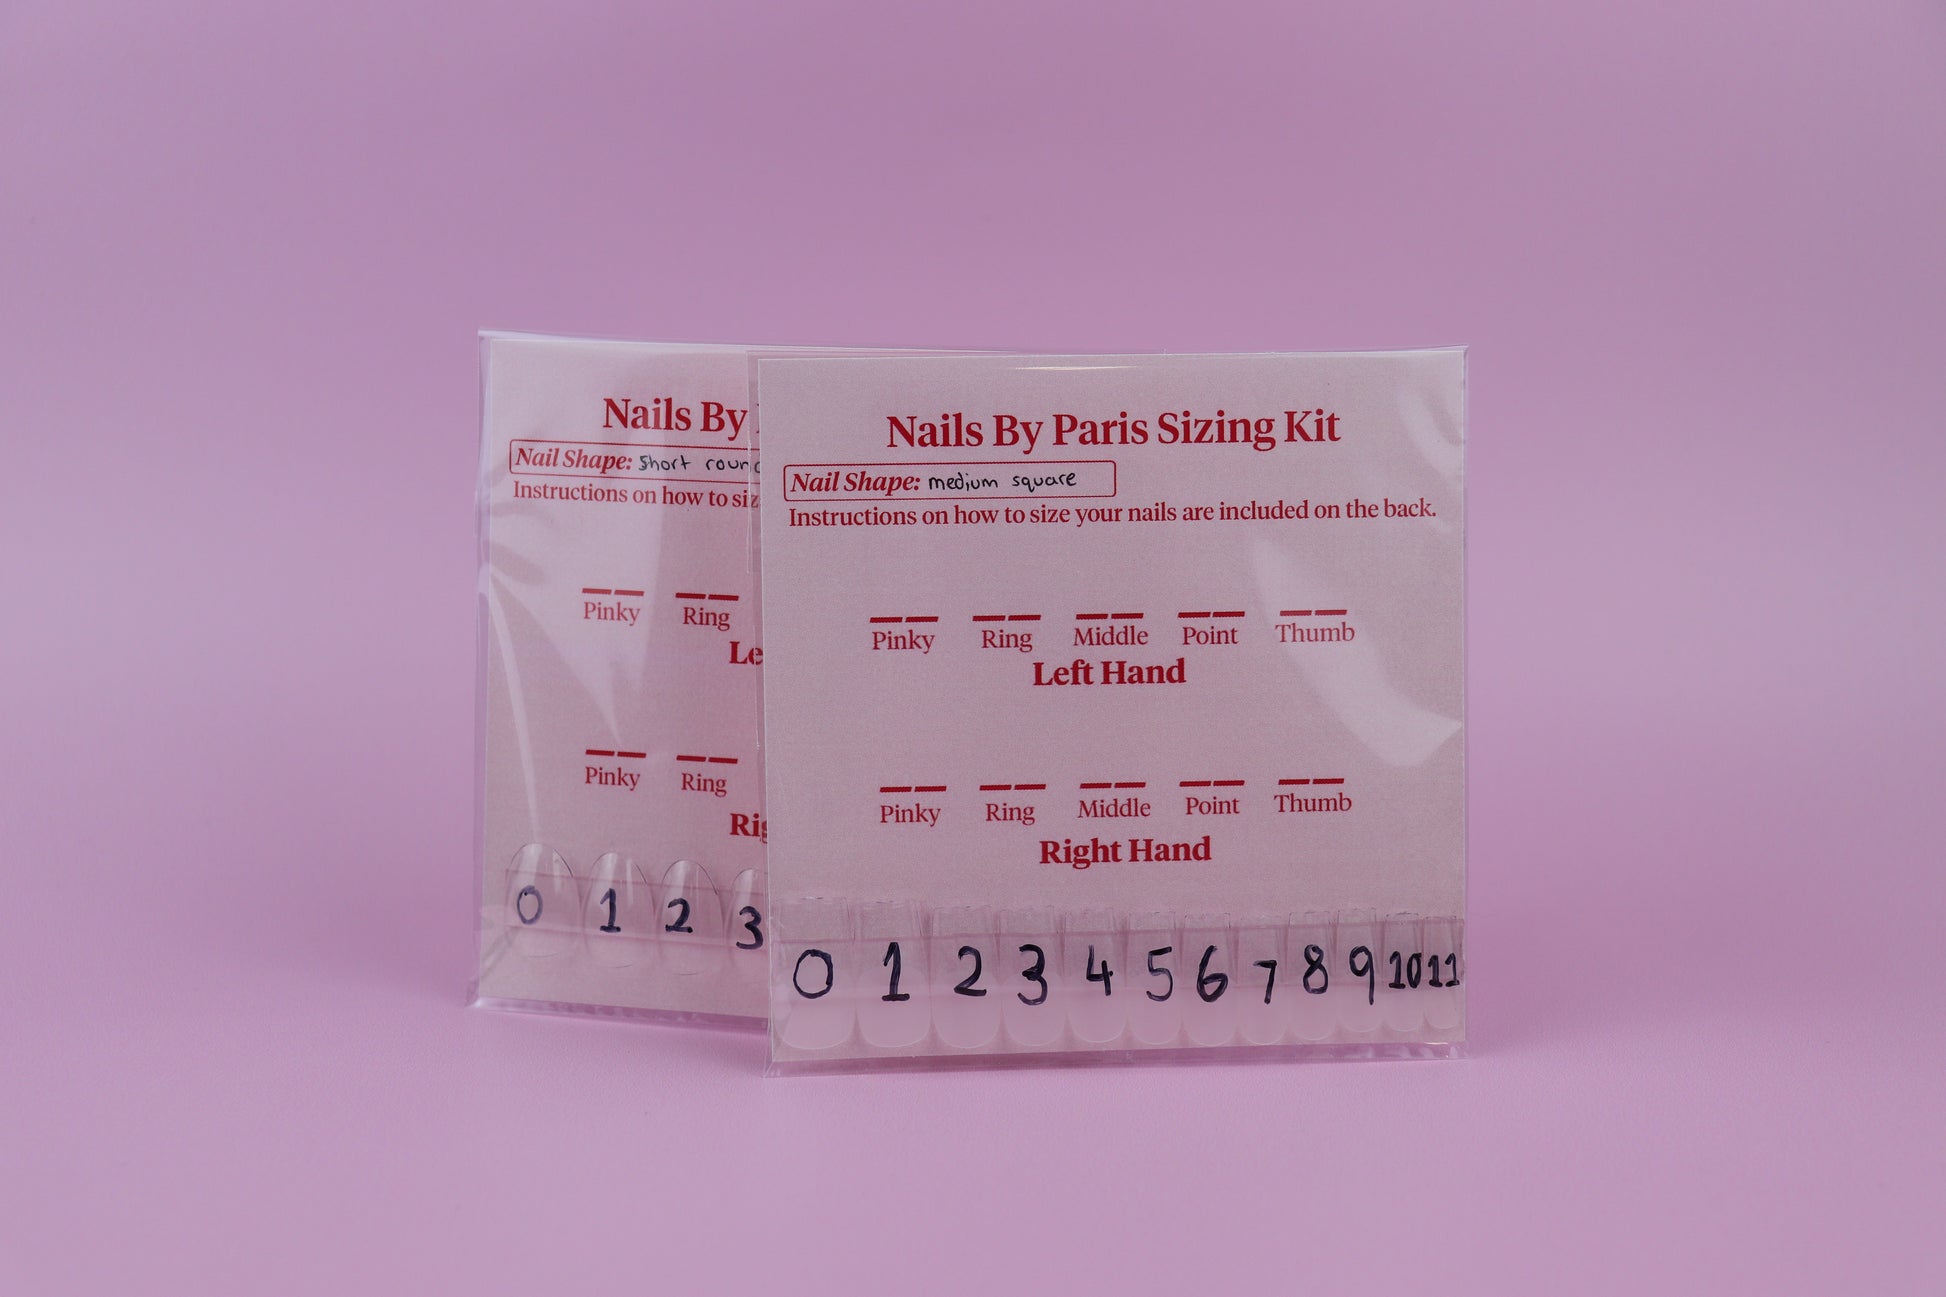 Nails By
Nail Shape: short round
Instructions on how to siz
Pinky Ring
Le
Pinky Ring
Rig
0 1 2 3
Nails By Paris Sizing Kit
Nail Shape: medium square
Instructions on how to size your nails are included on the back.
Pinky Ring Middle Point Thumb
Left Hand
Pinky Ring Middle Point Thumb
Right Hand
0 1 2 3 4 5 6 7 8 9 10 11